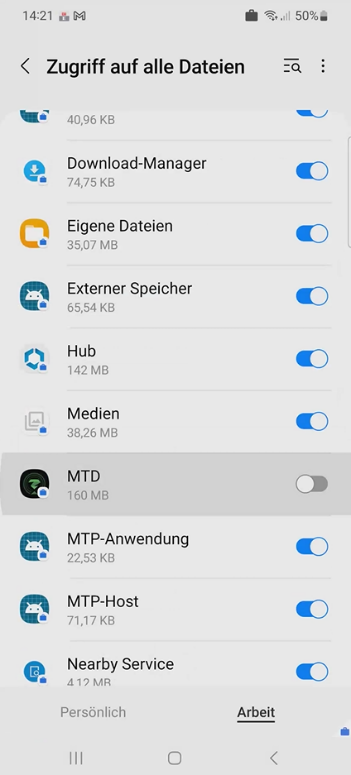 14:21
50%
Zugriff auf alle Dateien
40,96 KB
Download-Manager
74,75 KB
Eigene Dateien
35,07 MB
Externer Speicher
65,54 KB
Hub
142 MB
Medien
38,26 MB
MTD
160 MB
MTP-Anwendung
22,53 KB
MTP-Host
71,17 KB
Nearby Service
4,12 MB
Persönlich
Arbeit